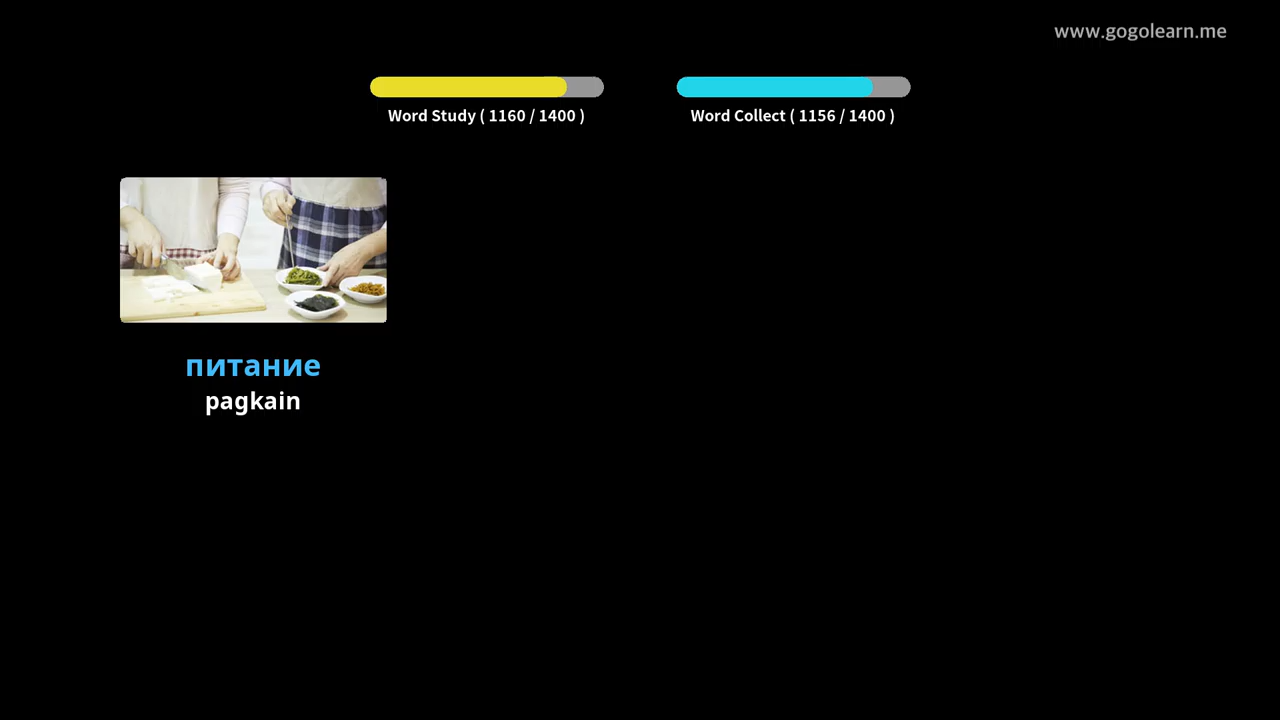 www.gogolearn.me
Word Study ( 1160 / 1400 )
Word Collect ( 1156 / 1400 )
питание
pagkain